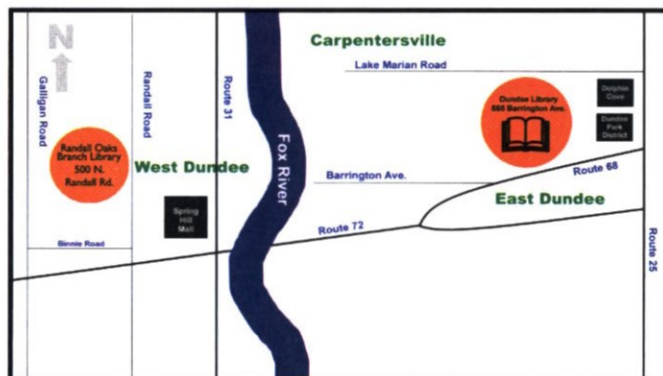 N
Carpentersville
Lake Marian Road
Galligan Road
Randall Road
Route 31
Fox River
Dundee Library
Barrington Ave.
Dolphin
Cove
Dundee
Park
District
Randall Oaks
Branch Library
500 N.
Randall Rd.
West Dundee
Route 68
Barrington Ave.
East Dundee
Spring
Hill
Mall
Route 72
Binnie Road
Route 25